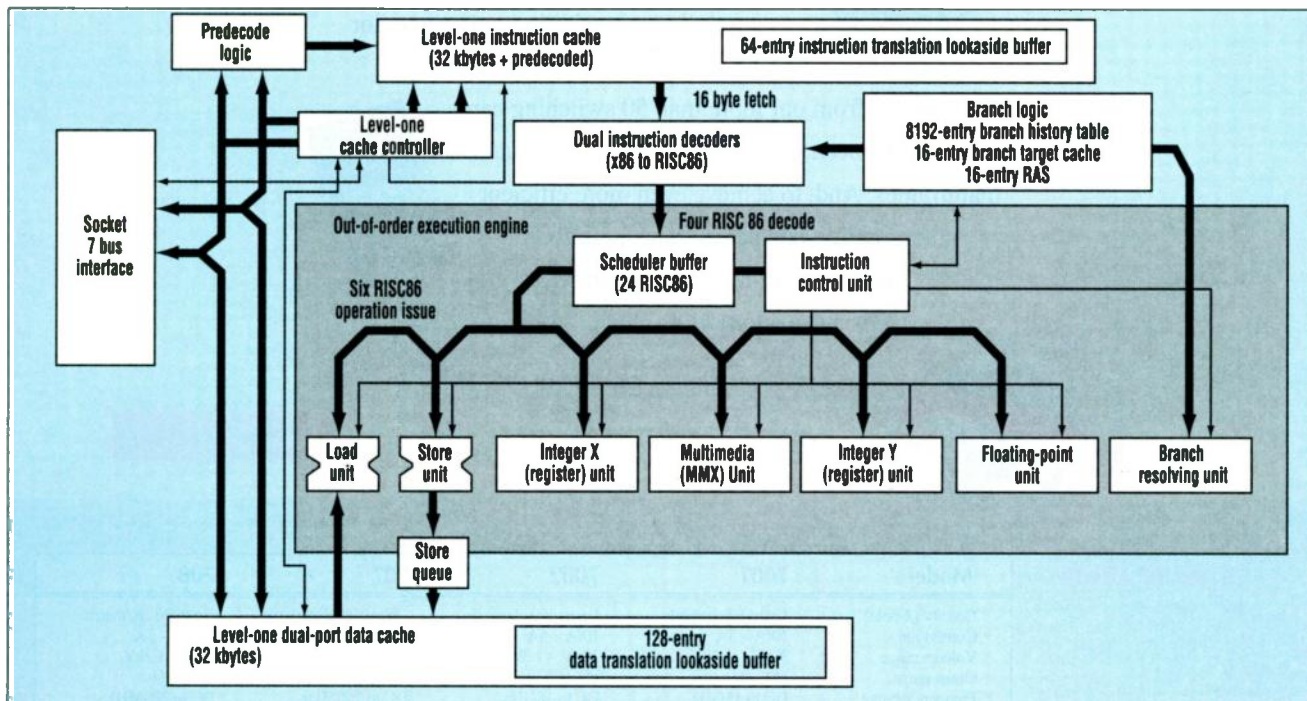 Predecode
logic
Level-one instruction cache
(32 kbytes + predecoded)
64-entry instruction translation lookaside buffer
16 byte fetch
Level-one
cache controller
Dual instruction decoders
(x86 to RISC86)
Branch logic
8192-entry branch history table
16-entry branch target cache
16-entry RAS
Socket
7 bus
interface
Out-of-order execution engine
Four RISC 86 decode
Scheduler buffer
(24 RISC86)
Instruction
control unit
Six RISC86
operation issue
Load
unit
Store
unit
Integer X
(register) unit
Multimedia
(MMX) Unit
Integer Y
(register) unit
Floating-point
unit
Branch
resolving unit
Store
queue
Level-one dual-port data cache
(32 kbytes)
128-entry
data translation lookaside buffer